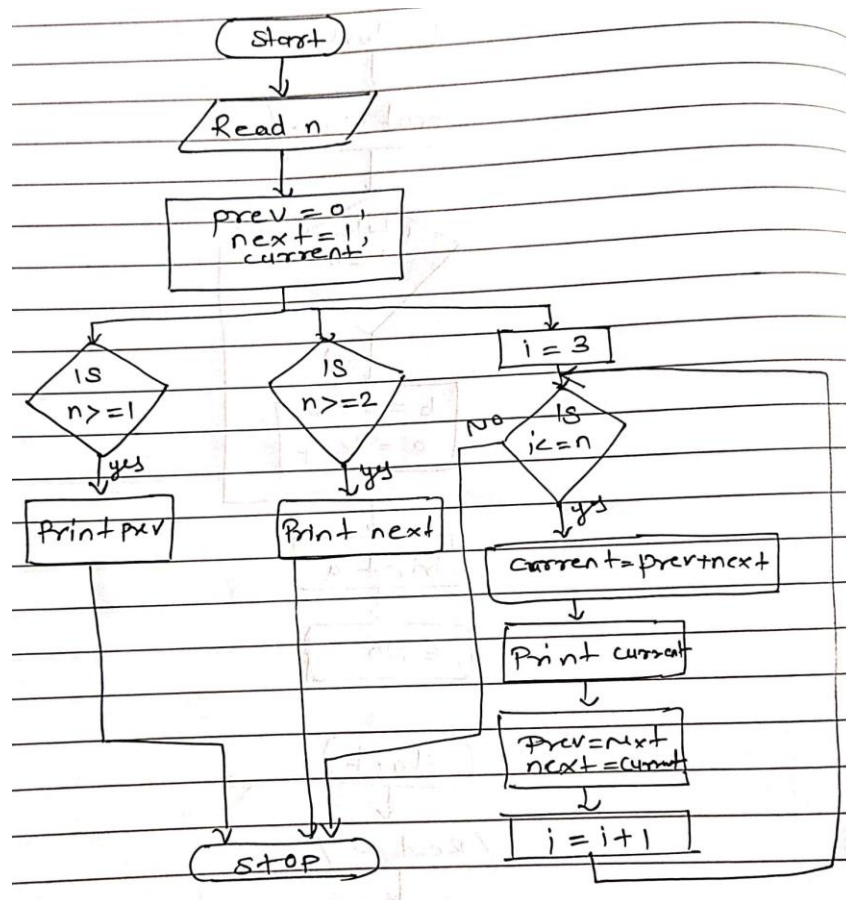 Start
Read n
prev = 0,
next = 1,
current
is
n>=1
yes
Print prev
is
n>=2
yes
Print next
i = 3
is
i<=n
No
yes
current=prev+next
Print current
Prev=next
next=current
i = i+1
stop